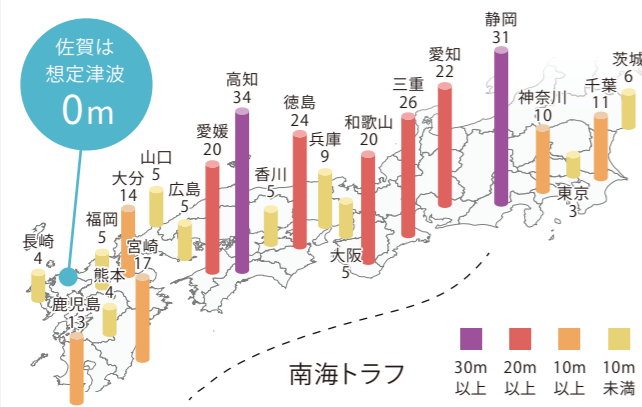 佐賀は
想定津波
0m
静岡
31
茨城
6
愛知
22
千葉
11
高知
34
三重
26
神奈川
10
徳島
24
兵庫
9
和歌山
20
愛媛
20
山口
5
香川
5
大分
14
広島
5
東京
3
福岡
5
長崎
4
宮崎
17
大阪
5
熊本
4
鹿児島
13
南海トラフ
30m
以上
20m
以上
10m
以上
10m
未満